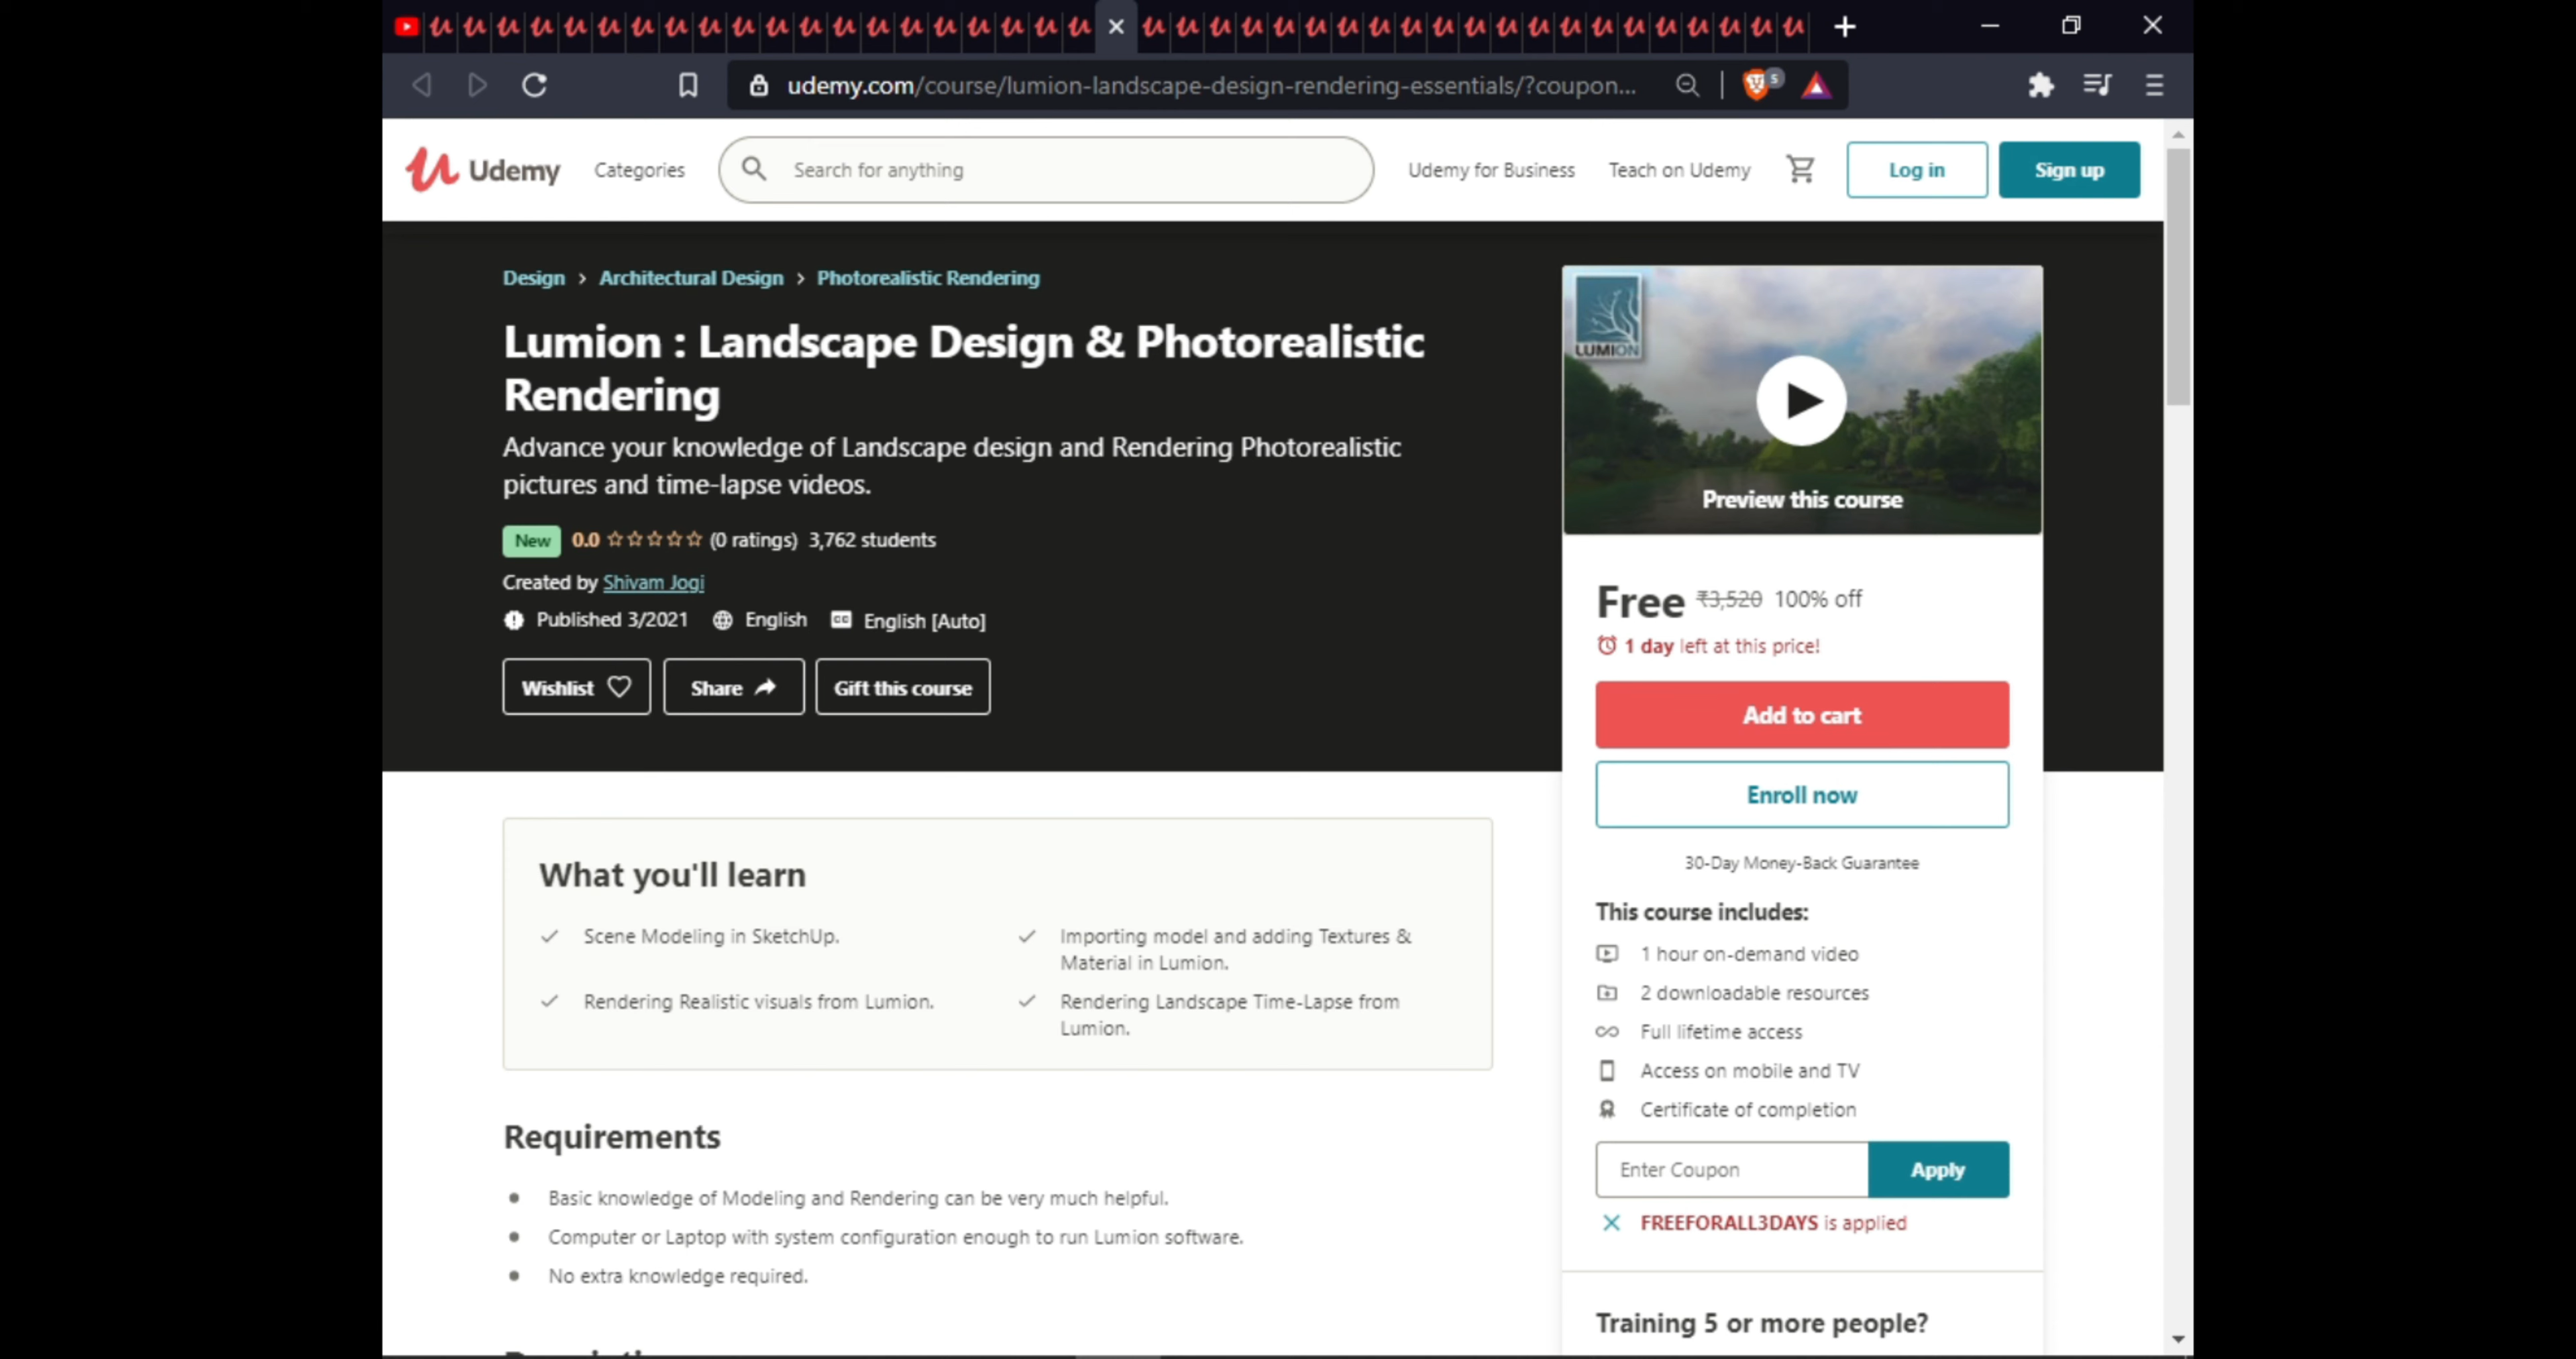 udemy.com/course/lumion-landscape-design-rendering-essentials/?coupon...
5
Udemy
Categories
Search for anything
Udemy for Business
Teach on Udemy
Log in
Sign up
Design > Architectural Design > Photorealistic Rendering
Lumion : Landscape Design & Photorealistic
Rendering
Advance your knowledge of Landscape design and Rendering Photorealistic
pictures and time-lapse videos.
New 0.0 (0 ratings) 3,762 students
Created by Shivam Jogi
Published 3/2021 English CC English [Auto]
Wishlist
Share
Gift this course
LUMION
Preview this course
Free ₹3,520 100% off
1 day left at this price!
Add to cart
Enroll now
30-Day Money-Back Guarantee
This course includes:
1 hour on-demand video
2 downloadable resources
Full lifetime access
Access on mobile and TV
Certificate of completion
Enter Coupon
Apply
FREEFORALL3DAYS is applied
Training 5 or more people?
What you'll learn
Scene Modeling in SketchUp.
Importing model and adding Textures &
Material in Lumion.
Rendering Realistic visuals from Lumion.
Rendering Landscape Time-Lapse from
Lumion.
Requirements
Basic knowledge of Modeling and Rendering can be very much helpful.
Computer or Laptop with system configuration enough to run Lumion software.
No extra knowledge required.